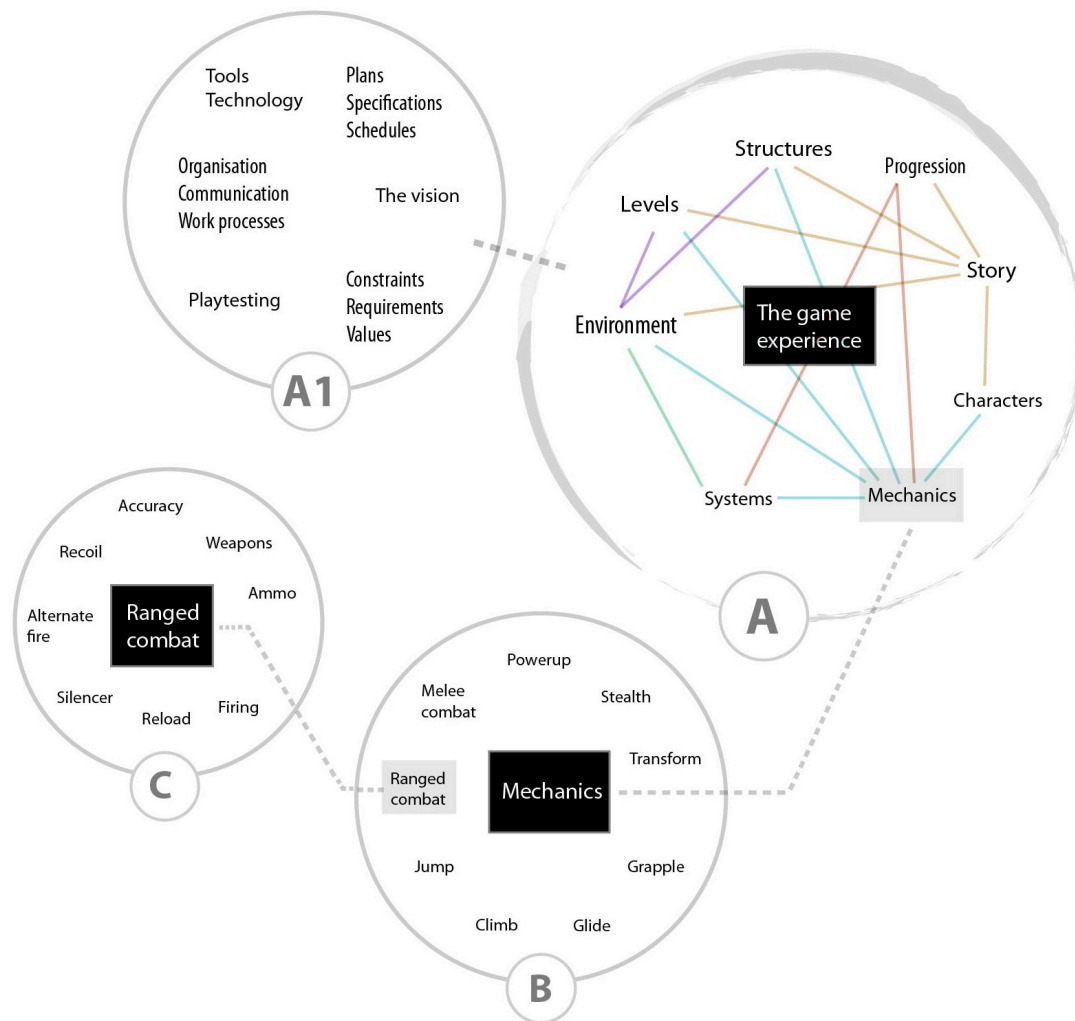 Tools
Technology
Plans
Specifications
Schedules
Organisation
Communication
Work processes
The vision
Playtesting
Constraints
Requirements
Values
A1
Structures
Progression
Levels
Story
Environment
The game
experience
Characters
Systems
Mechanics
A
Accuracy
Recoil
Weapons
Ammo
Alternate
fire
Ranged
combat
Silencer
Reload
Firing
C
Powerup
Melee
combat
Stealth
Transform
Ranged
combat
Mechanics
Jump
Grapple
Climb
Glide
B